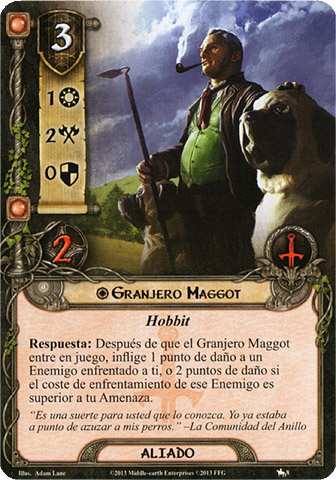 3
1
2
0
2
Granjero Maggot
Hobbit
Respuesta: Después de que el Granjero Maggot
entre en juego, inflige 1 punto de daño a un
Enemigo enfrentado a ti, o 2 puntos de daño si
el coste de enfrentamiento de ese Enemigo es
superior a tu Amenaza.
"Es una suerte para usted que lo conozca. Yo ya estaba
a punto de azuzar a mis perros." –La Comunidad del Anillo
ALIADO
Illus. Adam Lane
©2013 Middle-earth Enterprises ©2013 FFG
8